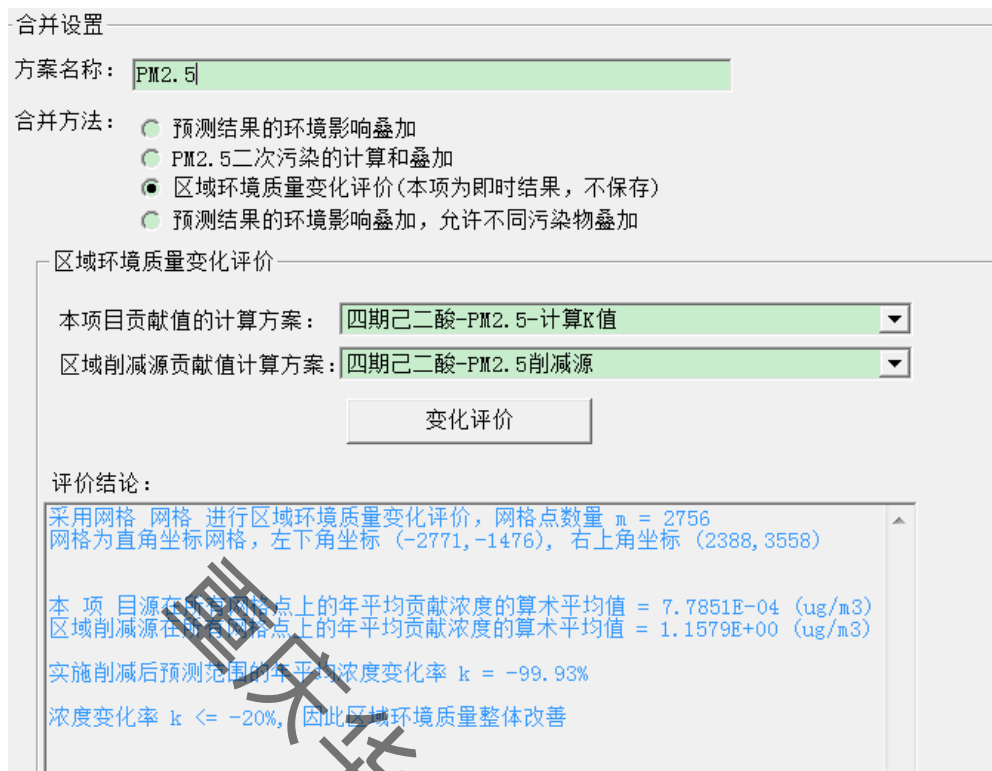 合并设置
方案名称: PM2.5
合并方法: 预测结果的环境影响叠加
PM2.5二次污染的计算和叠加
区域环境质量变化评价(本项为即时结果,不保存)
预测结果的环境影响叠加,允许不同污染物叠加
区域环境质量变化评价
本项目贡献值的计算方案: 四期己二酸-PM2.5-计算K值
区域削减源贡献值计算方案: 四期己二酸-PM2.5削减源
变化评价
评价结论:
采用网格 网格 进行区域环境质量变化评价,网格点数量 m = 2756
网格为直角坐标网格,左下角坐标 (-2771,-1476), 右上角坐标 (2388,3558)
本 项 目源在所有网格点上的年平均贡献浓度的算术平均值 = 7.7851E-04 (ug/m3)
区域削减源在所有网格点上的年平均贡献浓度的算术平均值 = 1.1579E+00 (ug/m3)
实施削减后预测范围的年平均浓度变化率 k = -99.93%
浓度变化率 k <= -20%, 因此区域环境质量整体改善
重庆华